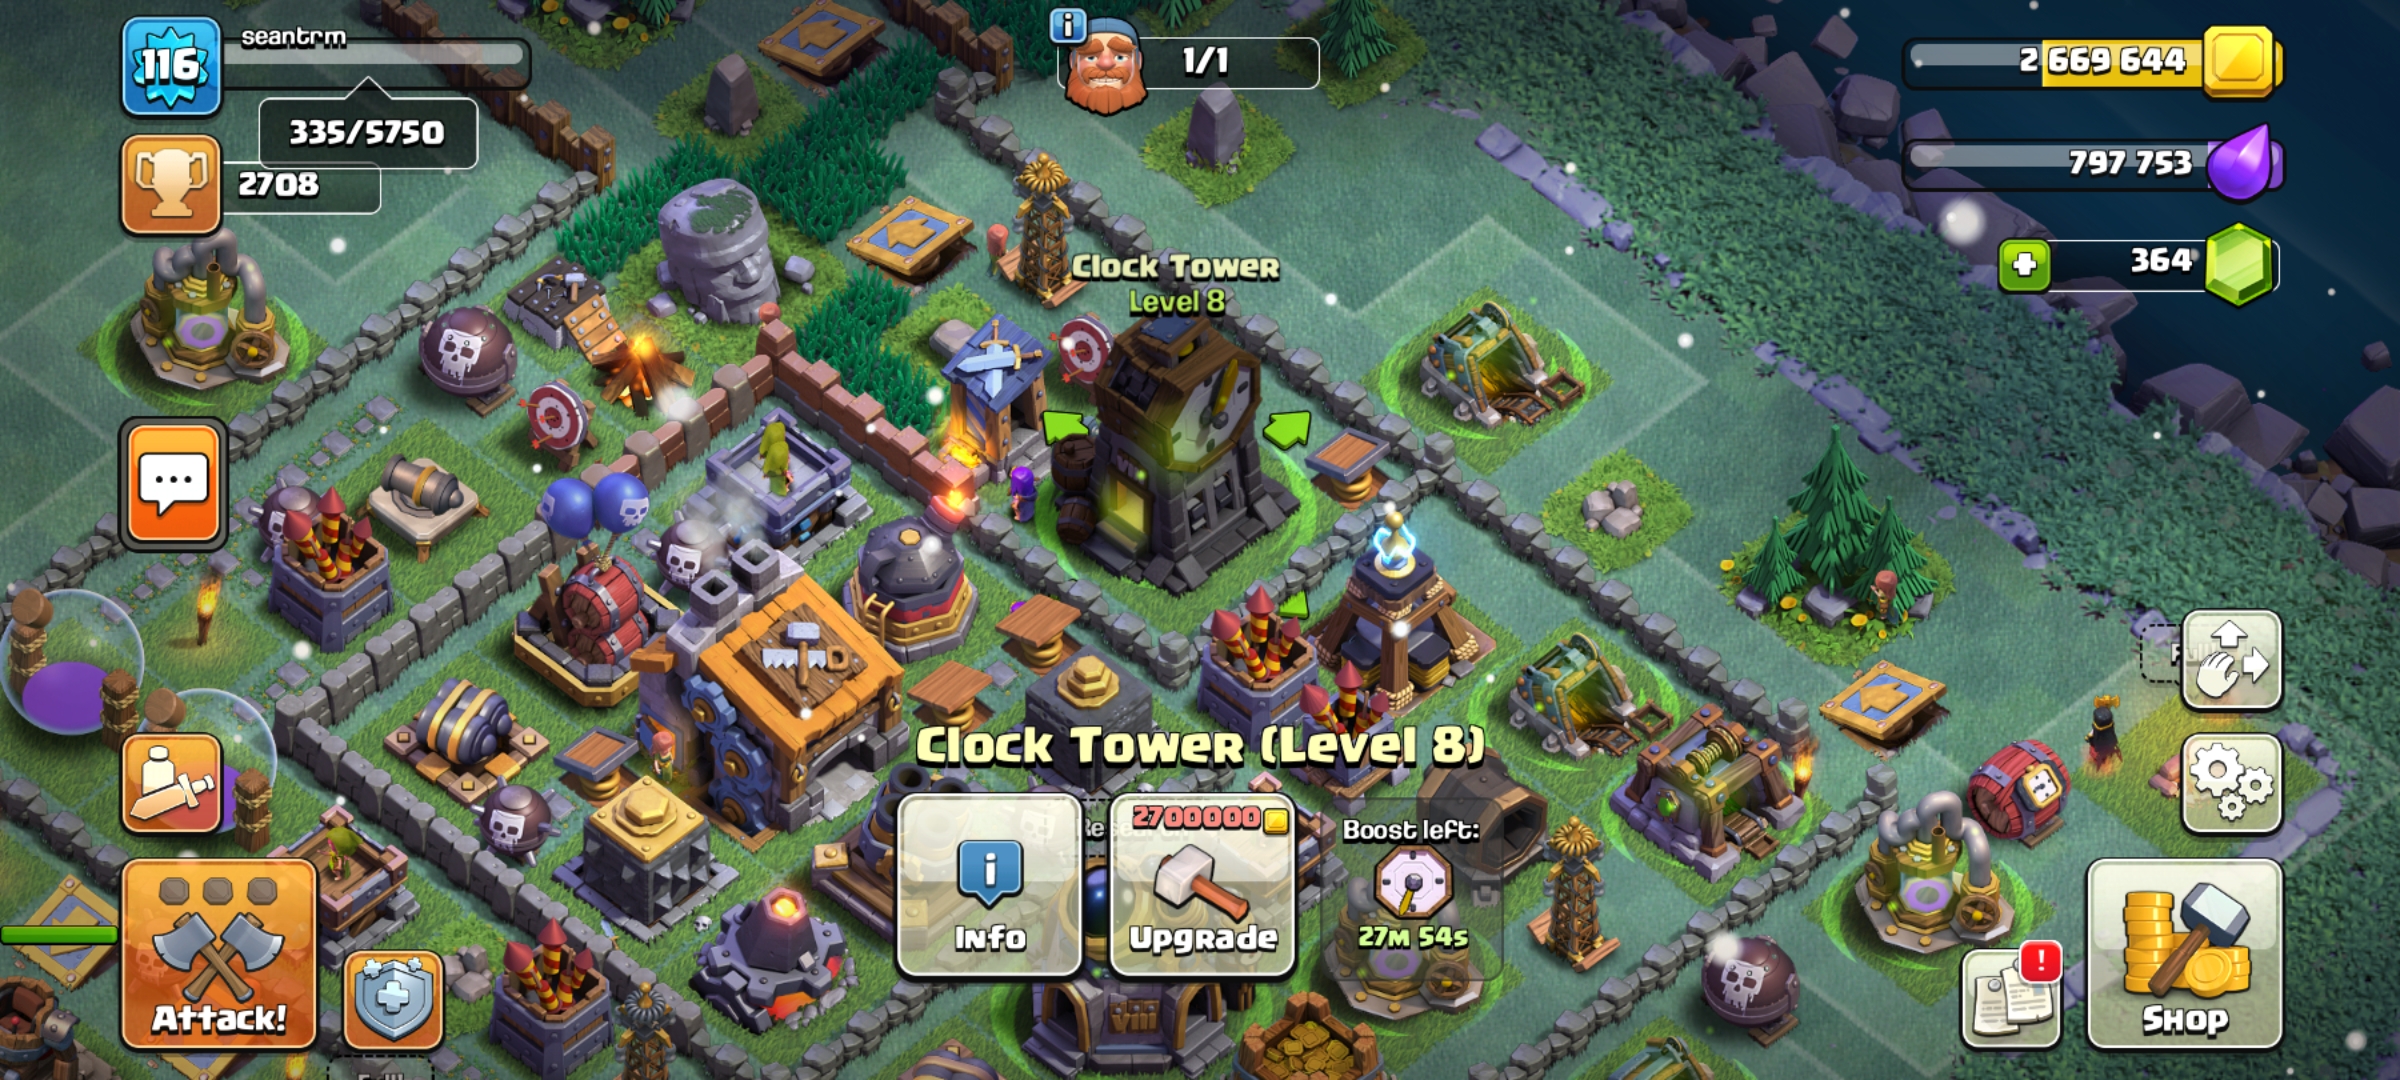 116
seantrm
335/5750
2708
1/1
2 669 644
797 753
364
Clock Tower
Level 8
Clock Tower (Level 8)
Info
2700000
Upgrade
Boost left:
27M 54s
Attack!
Shop
VIII